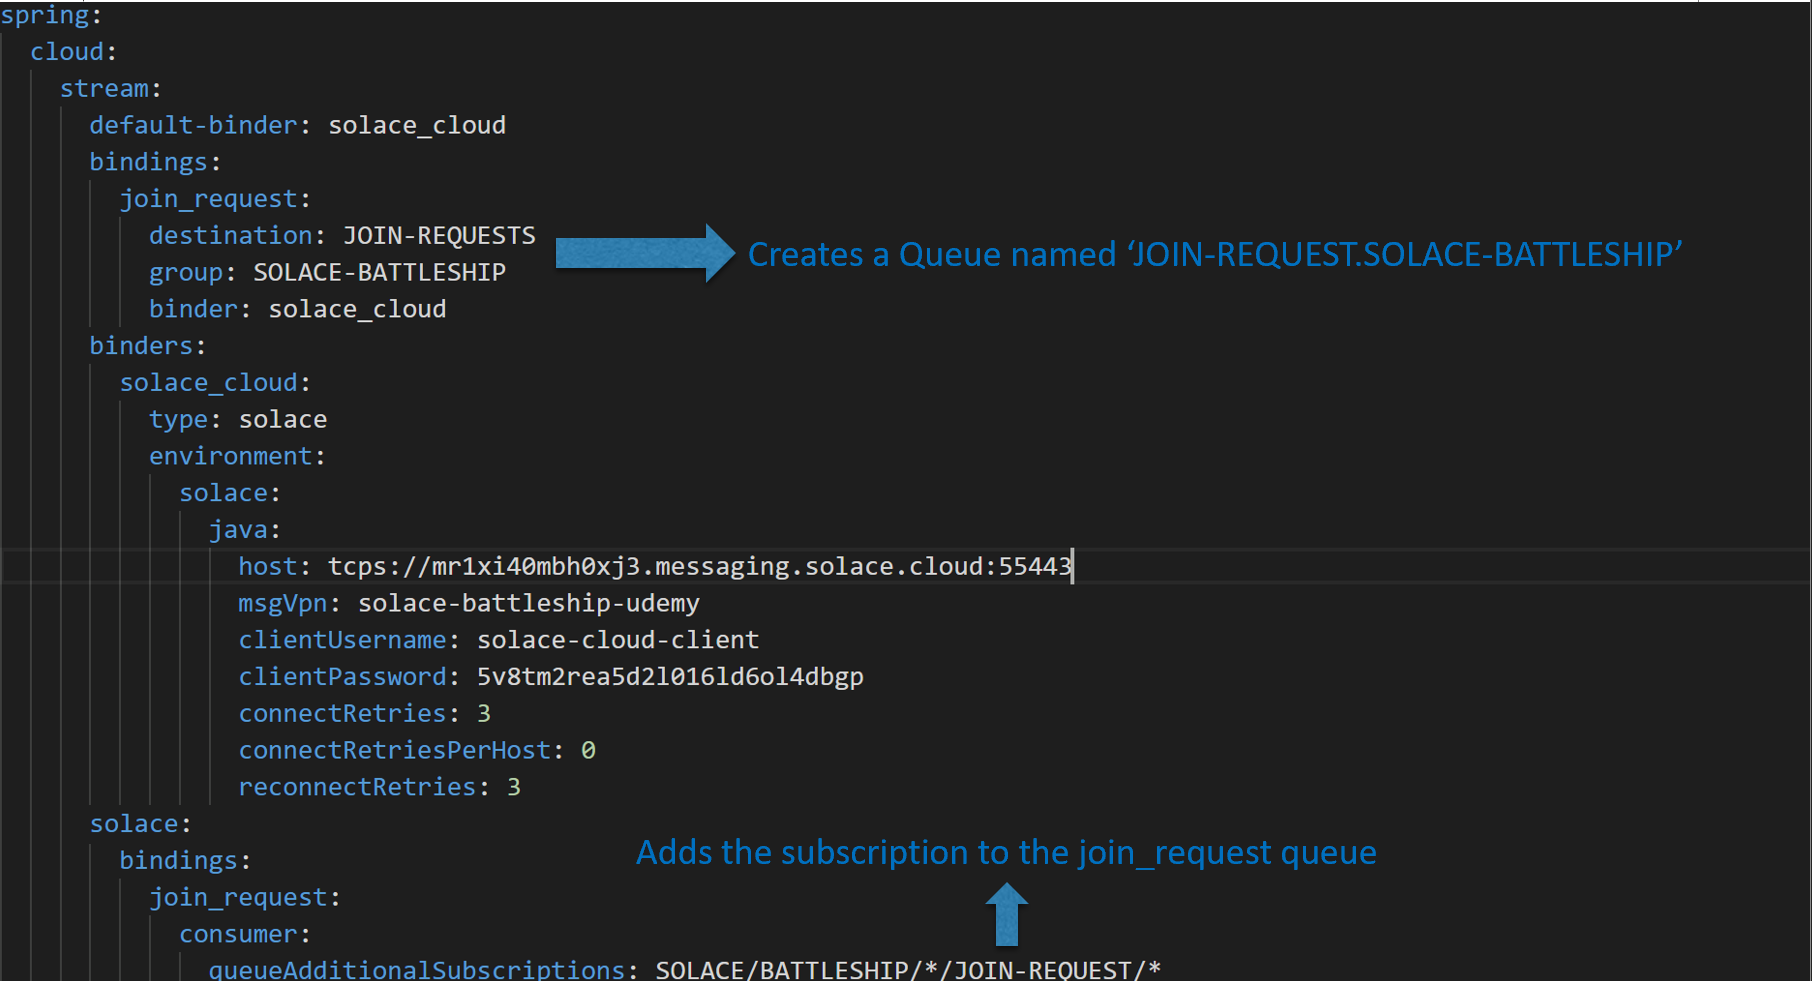 spring:
cloud:
stream:
default-binder: solace_cloud
bindings:
join_request:
destination: JOIN-REQUESTS
Creates a Queue named ‘JOIN-REQUEST.SOLACE-BATTLESHIP’
group: SOLACE-BATTLESHIP
binder: solace_cloud
binders:
solace_cloud:
type: solace
environment:
solace:
java:
host: tcps://mr1xi40mbh0xj3.messaging.solace.cloud:55443
msgVpn: solace-battleship-udemy
clientUsername: solace-cloud-client
clientPassword: 5v8tm2rea5d2l016ld6ol4dbgp
connectRetries: 3
connectRetriesPerHost: 0
reconnectRetries: 3
solace:
Adds the subscription to the join_request queue
bindings:
join_request:
consumer:
queueAdditionalSubscriptions: SOLACE/BATTLESHIP/*/JOIN-REQUEST/*